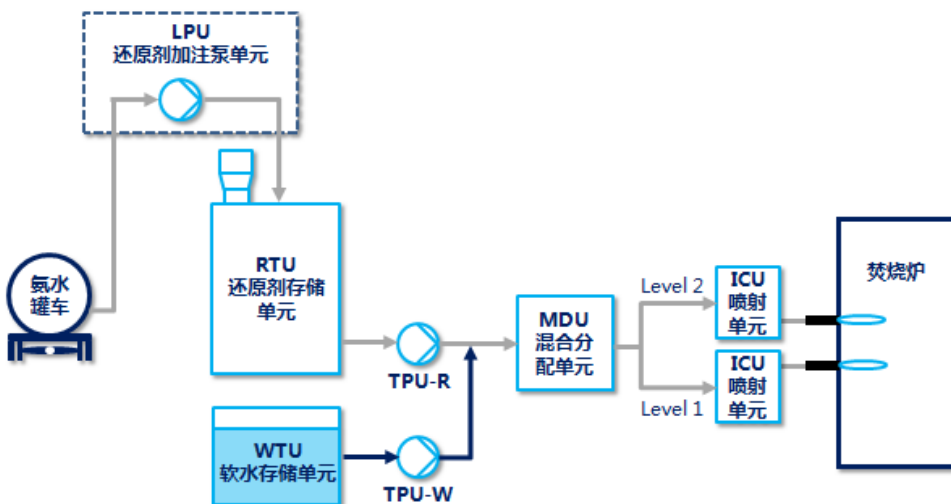 LPU
还原剂加注泵单元
氨水
罐车
RTU
还原剂存储
单元
TPU-R
WTU
软水存储单元
TPU-W
MDU
混合分
配单元
Level 2
Level 1
ICU
喷射
单元
ICU
喷射
单元
焚烧炉